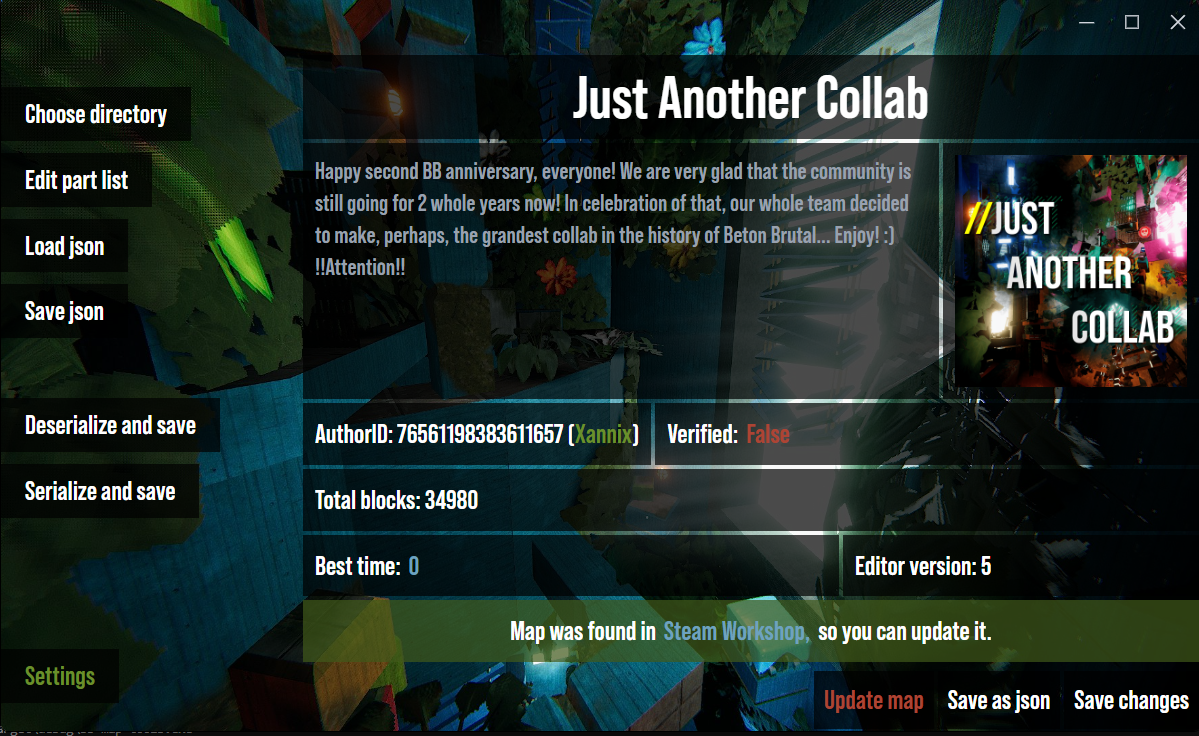 Just Another Collab
Choose directory
Edit part list
Load json
Save json
Deserialize and save
Serialize and save
Settings
Happy second BB anniversary, everyone! We are very glad that the community is
still going for 2 whole years now! In celebration of that, our whole team decided
to make, perhaps, the grandest collab in the history of Beton Brutal... Enjoy! :)
!!Attention!!
//JUST
ANOTHER
COLLAB
AuthorID: 76561198383611657 (Xannix)
Verified: False
Total blocks: 34980
Best time: 0
Editor version: 5
Map was found in Steam Workshop, so you can update it.
Update map
Save as json
Save changes